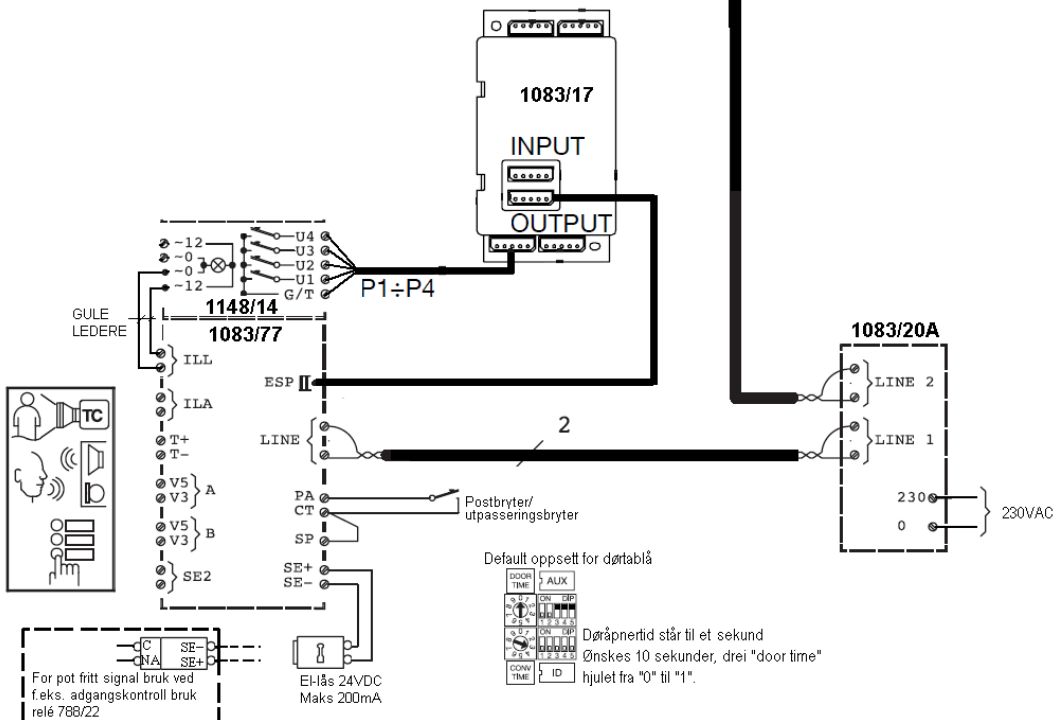 1083/17
INPUT
OUTPUT
~12
~0
~0
~12
U4
U3
U2
U1
G/T
P1÷P4
1148/14
1083/77
GULE
LEDERE
ILL
ILA
T+
T-
V5
V3
A
V5
V3
B
SE2
ESP
LINE
2
PA
CT
SP
SE+
SE-
Postbryter/
utpasseringsbryter
TC
1083/20A
LINE 2
LINE 1
230
0
230VAC
Default oppsett for dørtablå
DOOR
TIME
AUX
ON DIP
1 2 3 4 5
ON DIP
1 2 3 4 5
CONV
TIME
ID
Døråpnertid står til et sekund
Ønskes 10 sekunder, drei "door time"
hjulet fra "0" til "1".
C
NA
SE-
SE+
For pot fritt signal bruk ved
f.eks. adgangskontroll bruk
relé 788/22
El-lås 24VDC
Maks 200mA